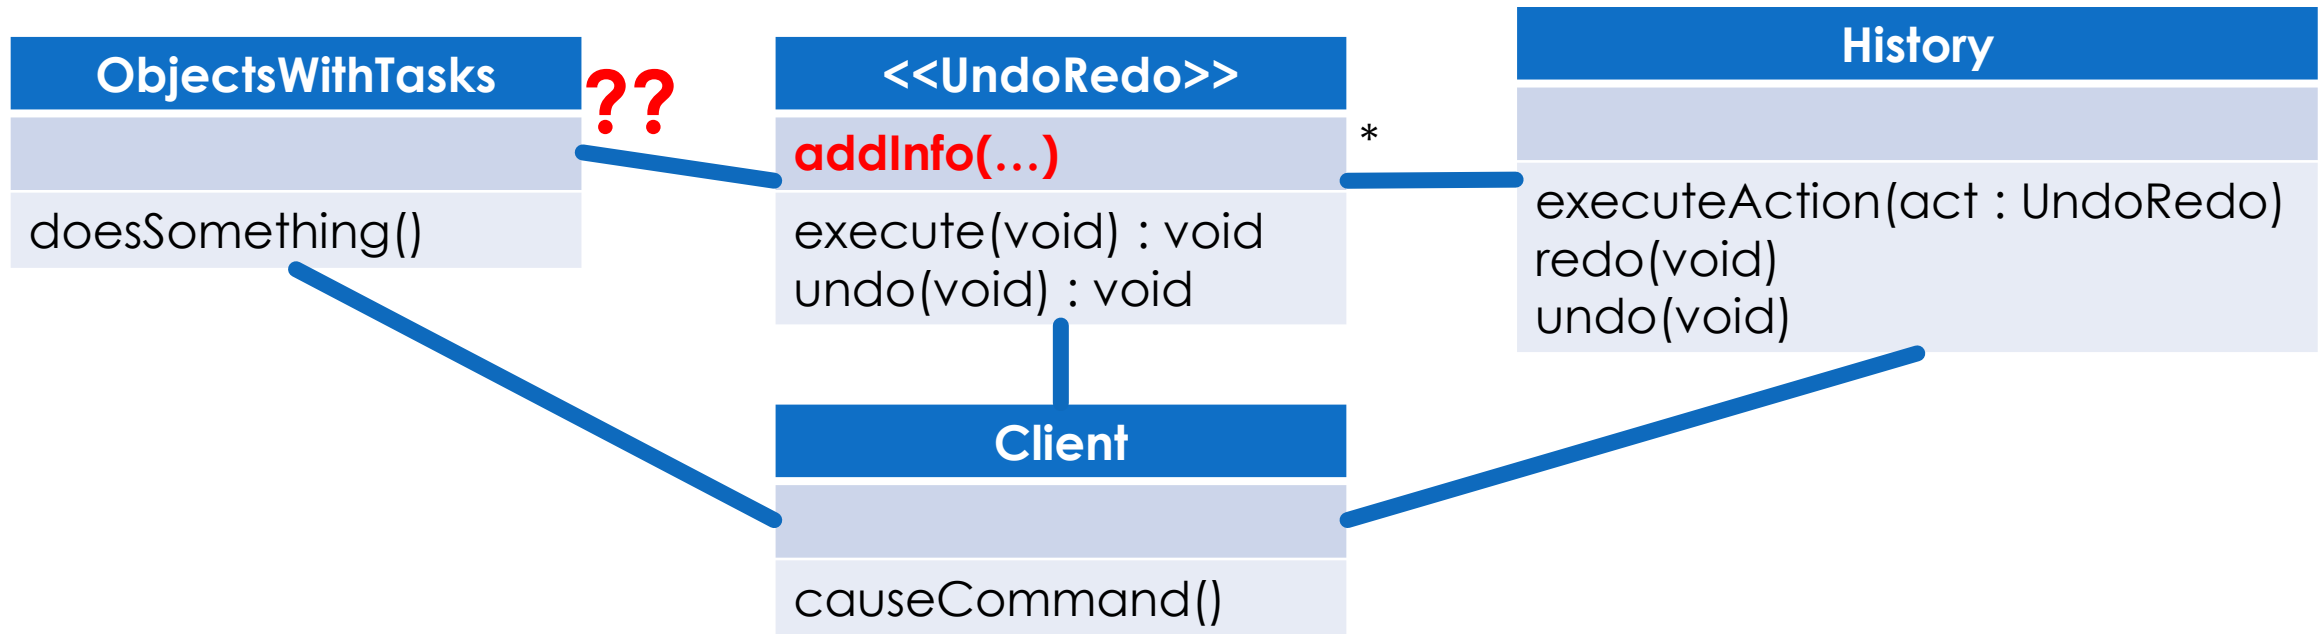 ObjectsWithTasks
doesSomething()
??
<<UndoRedo>>
addInfo(…)
execute(void) : void
undo(void) : void
*
History
executeAction(act : UndoRedo)
redo(void)
undo(void)
Client
causeCommand()